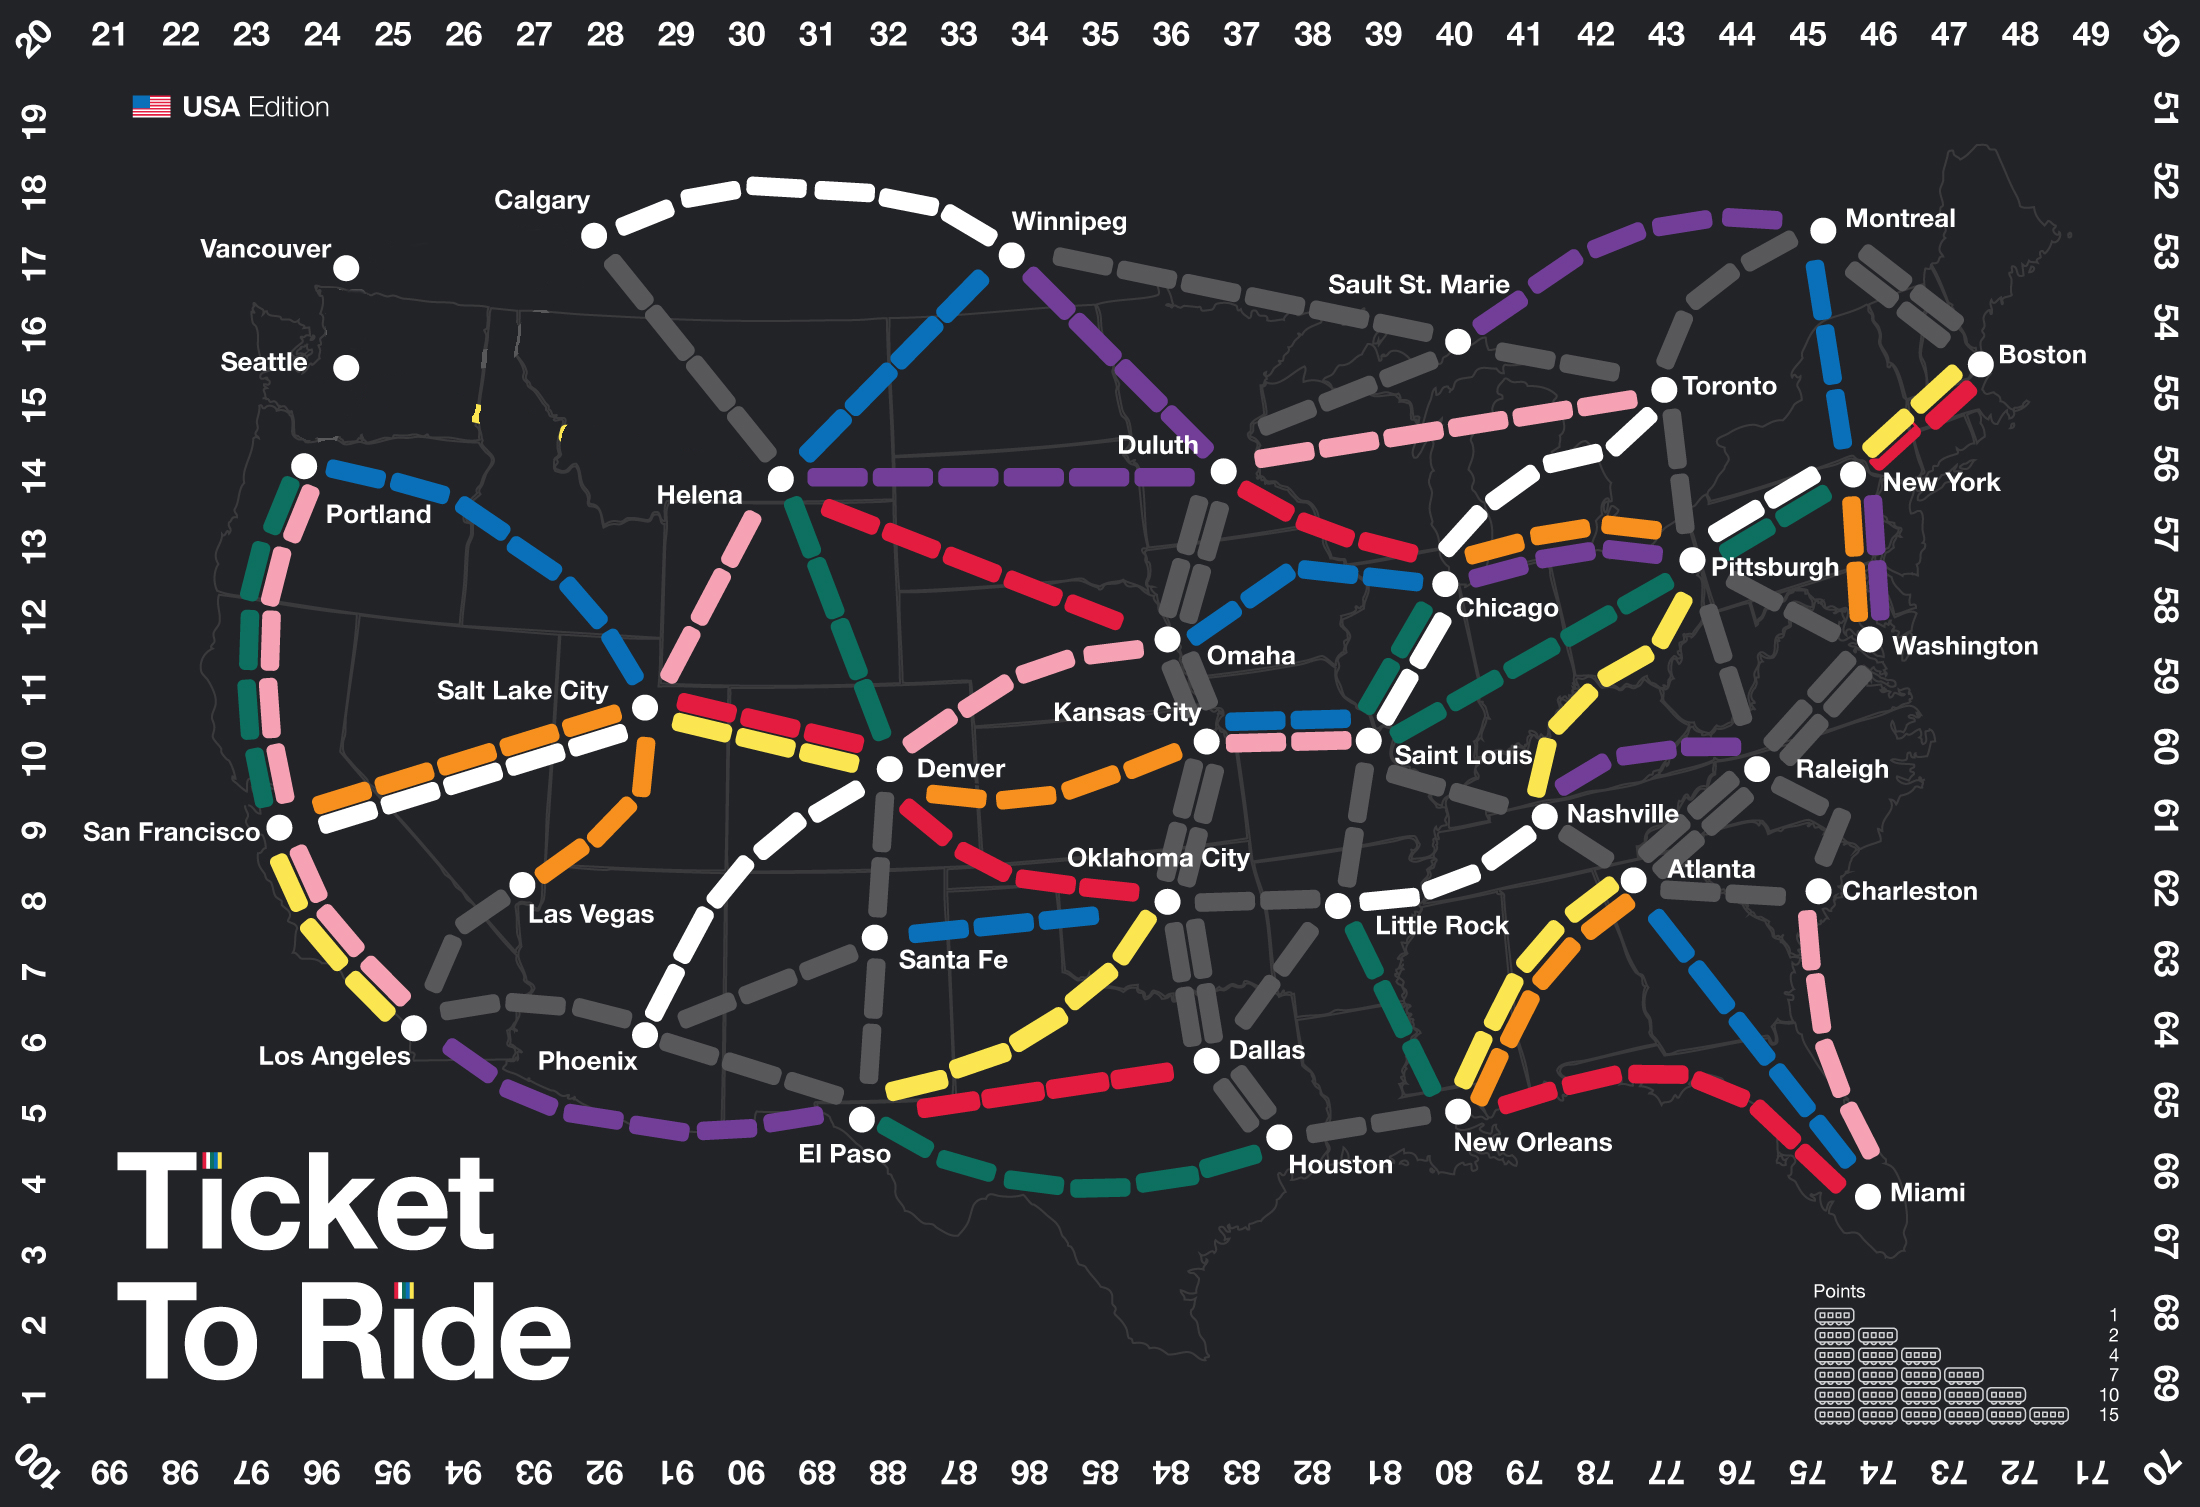 20 21 22 23 24 25 26 27 28 29 30 31 32 33 34 35 36 37 38 39 40 41 42 43 44 45 46 47 48 49 50
USA Edition
19
51
18
52
17
53
16
54
15
55
14
56
13
57
12
58
11
59
10
60
9
61
8
62
7
63
6
64
5
65
4
66
3
67
2
68
1
69
Calgary
Winnipeg
Montreal
Vancouver
Sault St. Marie
Seattle
Boston
Toronto
Duluth
Helena
New York
Portland
Pittsburgh
Chicago
Omaha
Washington
Salt Lake City
Kansas City
Saint Louis
Denver
Raleigh
San Francisco
Nashville
Oklahoma City
Atlanta
Las Vegas
Charleston
Little Rock
Santa Fe
Los Angeles
Phoenix
Dallas
El Paso
New Orleans
Houston
Miami
Ticket
To Ride
Points
1
2
4
7
10
15
100 99 98 97 96 95 94 93 92 91 90 89 88 87 86 85 84 83 82 81 80 79 78 77 76 75 74 73 72 71 70